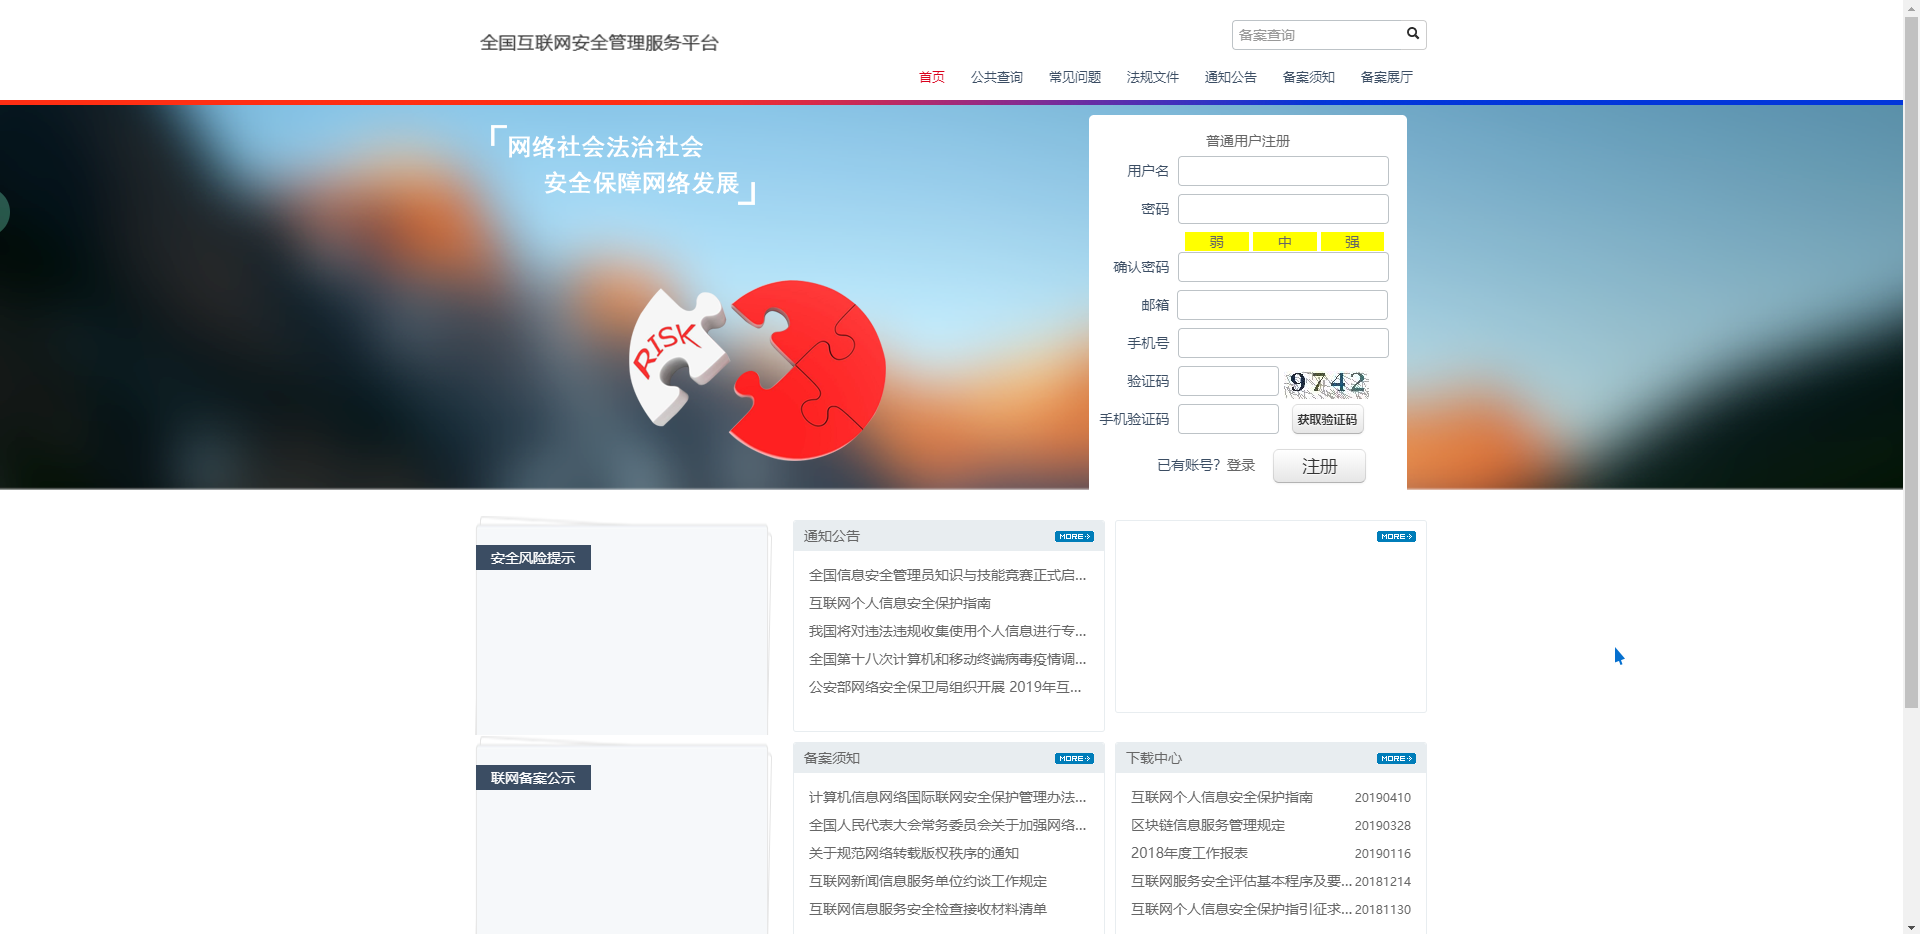 全国互联网安全管理服务平台
备案查询
首页 公共查询 常见问题 法规文件 通知公告 备案须知 备案展厅
「网络社会法治社会
安全保障网络发展」
RISK
普通用户注册
用户名
密码
弱 中 强
确认密码
邮箱
手机号
验证码 9742
手机验证码 获取验证码
已有账号？登录 注册
安全风险提示
通知公告 MORE
全国信息安全管理员知识与技能竞赛正式启...
互联网个人信息安全保护指南
我国将对违法违规收集使用个人信息进行专...
全国第十八次计算机和移动终端病毒疫情调...
公安部网络安全保卫局组织开展 2019年互...
MORE
联网备案公示
备案须知 MORE
计算机信息网络国际联网安全保护管理办法...
全国人民代表大会常务委员会关于加强网络...
关于规范网络转载版权秩序的通知
互联网新闻信息服务单位约谈工作规定
互联网信息服务安全检查接收材料清单
下载中心 MORE
互联网个人信息安全保护指南 20190410
区块链信息服务管理规定 20190328
2018年度工作报表 20190116
互联网服务安全评估基本程序及要... 20181214
互联网个人信息安全保护指引征求... 20181130